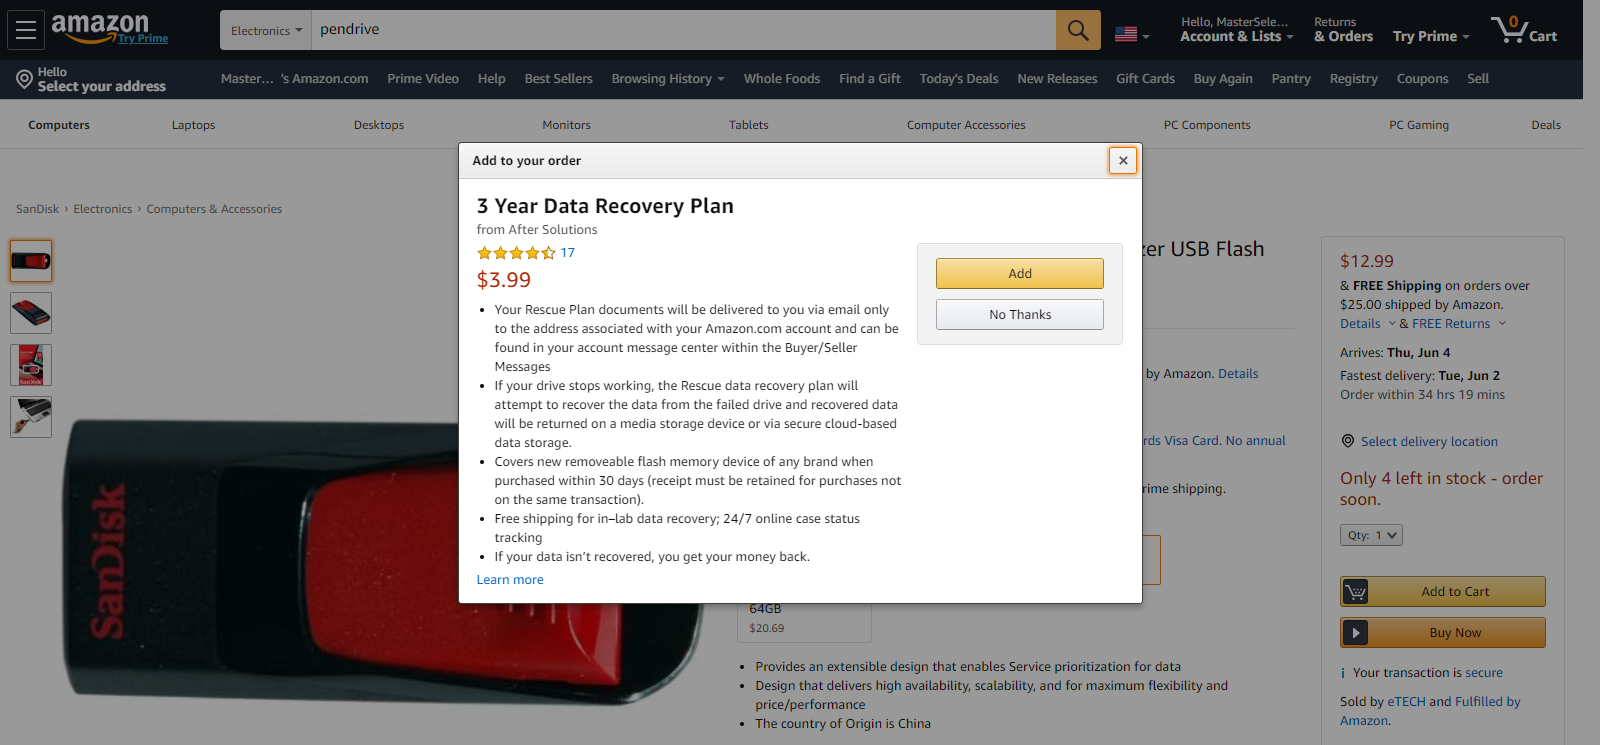 amazon
Try Prime
Electronics
pendrive
Hello, MasterSele...
Account & Lists
Returns
& Orders
Try Prime
0
Cart
Hello
Select your address
Master... 's Amazon.com
Prime Video
Help
Best Sellers
Browsing History
Whole Foods
Find a Gift
Today's Deals
New Releases
Gift Cards
Buy Again
Pantry
Registry
Coupons
Sell
Computers
Laptops
Desktops
Monitors
Tablets
Computer Accessories
PC Components
PC Gaming
Deals
SanDisk › Electronics › Computers & Accessories
Add to your order
3 Year Data Recovery Plan
from After Solutions
17
$3.99
Your Rescue Plan documents will be delivered to you via email only
to the address associated with your Amazon.com account and can be
found in your account message center within the Buyer/Seller
Messages
If your drive stops working, the Rescue data recovery plan will
attempt to recover the data from the failed drive and recovered data
will be returned on a media storage device or via secure cloud-based
data storage.
Covers new removeable flash memory device of any brand when
purchased within 30 days (receipt must be retained for purchases not
on the same transaction).
Free shipping for in–lab data recovery; 24/7 online case status
tracking
If your data isn’t recovered, you get your money back.
Learn more
Add
No Thanks
USB Flash
by Amazon. Details
Visa Card. No annual
shipping.
64GB
$20.69
Provides an extensible design that enables Service prioritization for data
Design that delivers high availability, scalability, and for maximum flexibility and
price/performance
The country of Origin is China
SanDisk
$12.99
& FREE Shipping on orders over
$25.00 shipped by Amazon.
Details & FREE Returns
Arrives: Thu, Jun 4
Fastest delivery: Tue, Jun 2
Order within 34 hrs 19 mins
Select delivery location
Only 4 left in stock - order
soon.
Qty: 1
Add to Cart
Buy Now
Your transaction is secure
Sold by eTECH and Fulfilled by
Amazon.